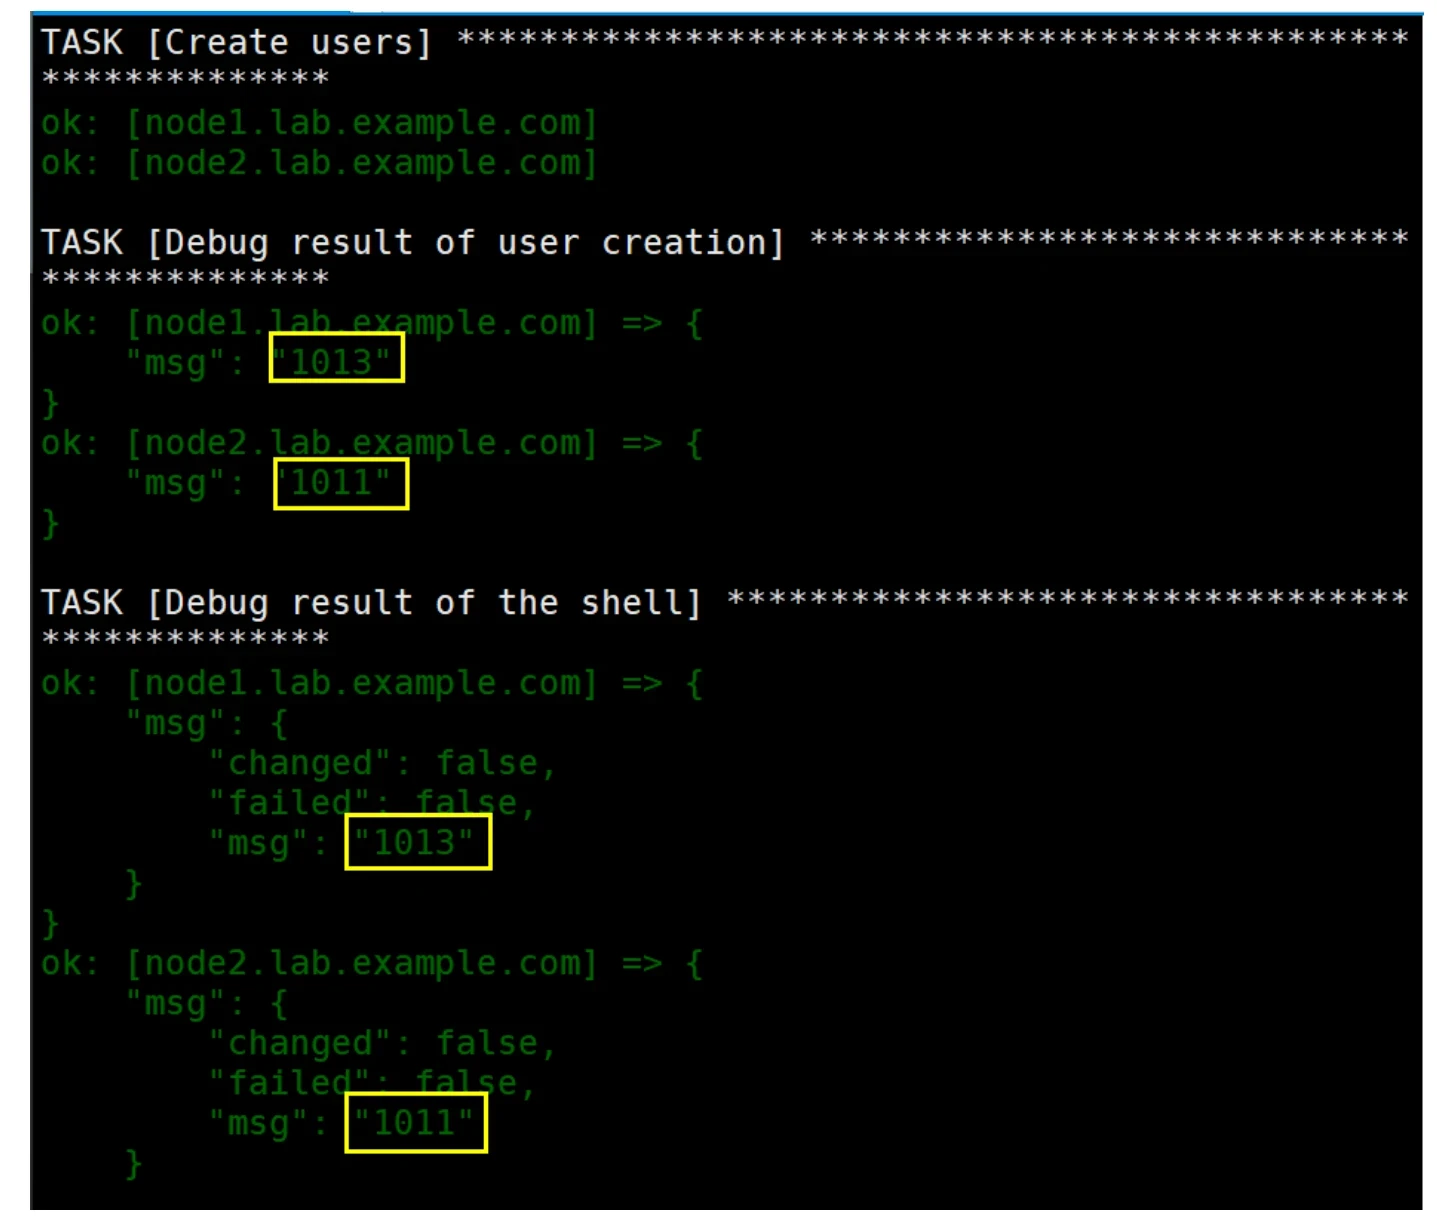 TASK [Create users] **********************************************
**************
ok: [node1.lab.example.com]
ok: [node2.lab.example.com]
TASK [Debug result of user creation] *****************************
**************
ok: [node1.lab.example.com] => {
    "msg": "1013"
}
ok: [node2.lab.example.com] => {
    "msg": "1011"
}
TASK [Debug result of the shell] *********************************
**************
ok: [node1.lab.example.com] => {
    "msg": {
        "changed": false,
        "failed": false,
        "msg": "1013"
    }
}
ok: [node2.lab.example.com] => {
    "msg": {
        "changed": false,
        "failed": false,
        "msg": "1011"
    }